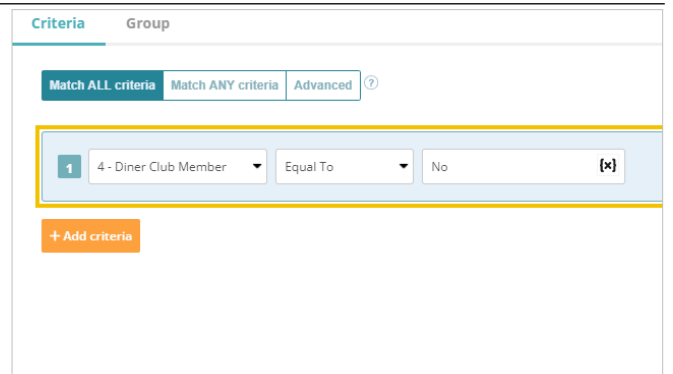 Criteria Group
Match ALL criteria Match ANY criteria Advanced ?
1 4 - Diner Club Member Equal To No {x}
+ Add criteria